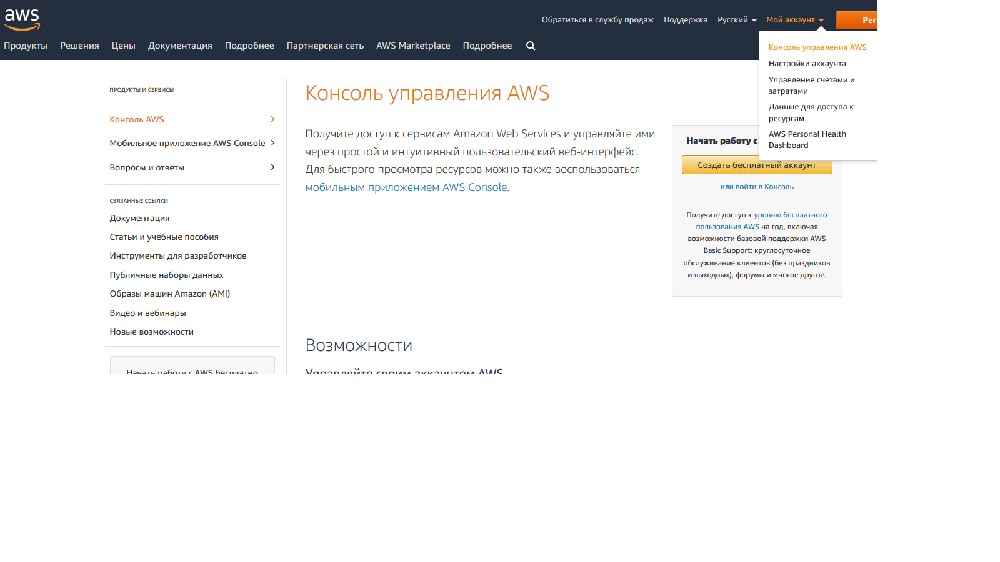 aws
Обратиться в службу продаж Поддержка Русский Мой аккаунт
Продукты Решения Цены Документация Подробнее Партнерская сеть AWS Marketplace Подробнее
Консоль управления AWS
Настройки аккаунта
Управление счетами и
затратами
Данные для доступа к
ресурсам
AWS Personal Health
Dashboard
ПРОДУКТЫ И СЕРВИСЫ
Консоль AWS
Мобильное приложение AWS Console
Вопросы и ответы
СВЯЗАННЫЕ ССЫЛКИ
Документация
Статьи и учебные пособия
Инструменты для разработчиков
Публичные наборы данных
Образы машин Amazon (AMI)
Видео и вебинары
Новые возможности
Начать работу с AWS бесплатно
Консоль управления AWS
Получите доступ к сервисам Amazon Web Services и управляйте ими
через простой и интуитивный пользовательский веб-интерфейс.
Для быстрого просмотра ресурсов можно также воспользоваться
мобильным приложением AWS Console.
Возможности
Управляйте своим аккаунтом AWS
Начать работу с
Создать бесплатный аккаунт
или войти в Консоль
Получите доступ к уровню бесплатного
пользования AWS на год, включая
возможности базовой поддержки AWS
Basic Support: круглосуточное
обслуживание клиентов (без праздников
и выходных), форумы и многое другое.